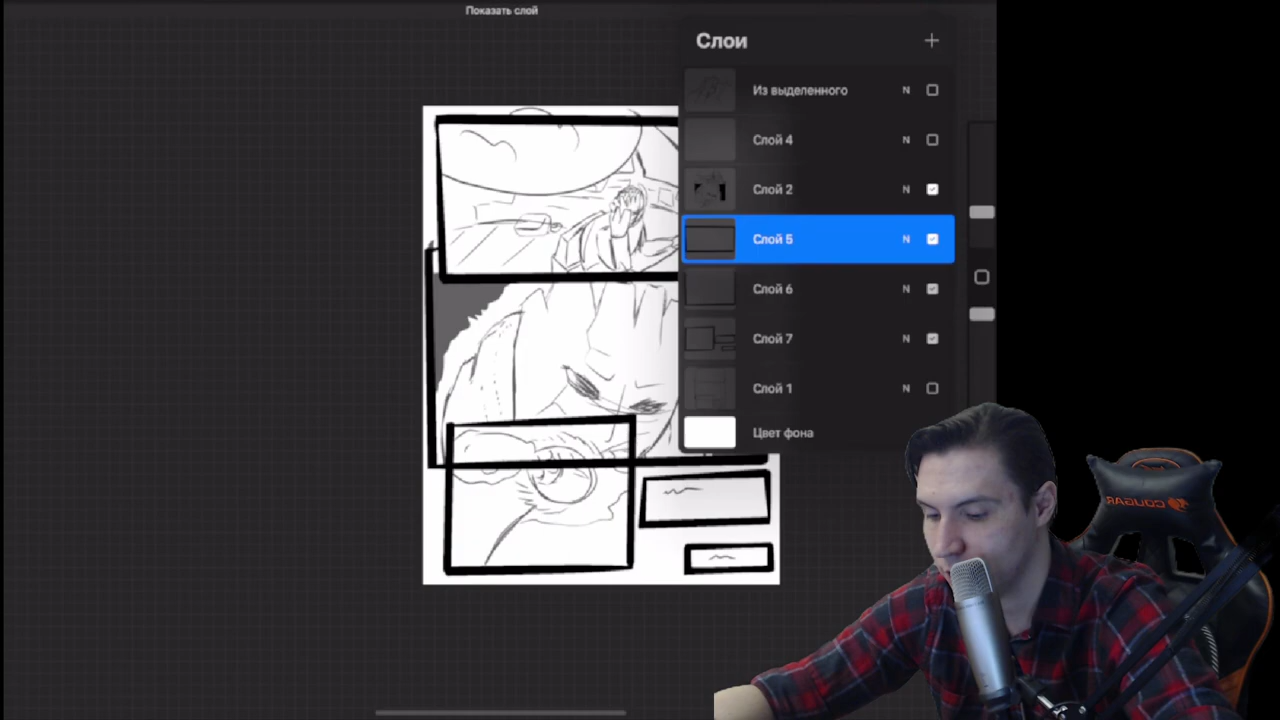 Показать слой
Слои
Из выделенного N
Слой 4 N
Слой 2 N
Слой 5 N
Слой 6 N
Слой 7 N
Слой 1 N
Цвет фона
COUGAR